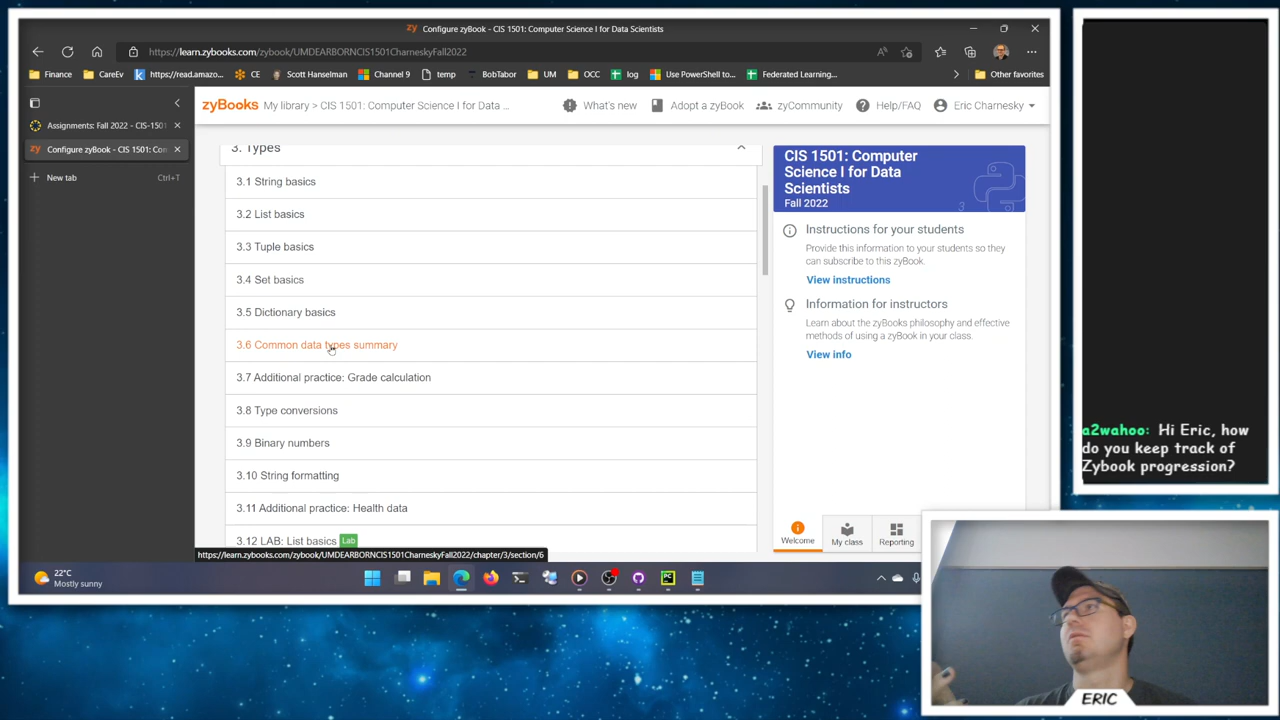 Configure zyBook - CIS 1501: Computer Science I for Data Scientists
https://learn.zybooks.com/zybook/UMDEARBORNCIS1501CharneskyFall2022
Finance
CareEv
https://read.amazo...
CE
Scott Hanselman
Channel 9
temp
BobTabor
UM
OCC
log
Use PowerShell to...
Federated Learning...
Other favorites
Assignments: Fall 2022 - CIS-150
Configure zyBook - CIS 1501: Con
New tab
Ctrl+T
zyBooks
My library > CIS 1501: Computer Science I for Data ...
What's new
Adopt a zyBook
zyCommunity
Help/FAQ
Eric Charnesky
3. Types
3.1 String basics
3.2 List basics
3.3 Tuple basics
3.4 Set basics
3.5 Dictionary basics
3.6 Common data types summary
3.7 Additional practice: Grade calculation
3.8 Type conversions
3.9 Binary numbers
3.10 String formatting
3.11 Additional practice: Health data
3.12 LAB: List basics Lab
https://learn.zybooks.com/zybook/UMDEARBORNCIS1501CharneskyFall2022/chapter/3/section/6
CIS 1501: Computer
Science I for Data
Scientists
Fall 2022
Instructions for your students
Provide this information to your students so they
can subscribe to this zyBook.
View instructions
Information for instructors
Learn about the zyBooks philosophy and effective
methods of using a zyBook in your class.
View info
Welcome
My class
Reporting
a2wahoo: Hi Eric, how
do you keep track of
Zybook progression?
22°C
Mostly sunny
ERIC